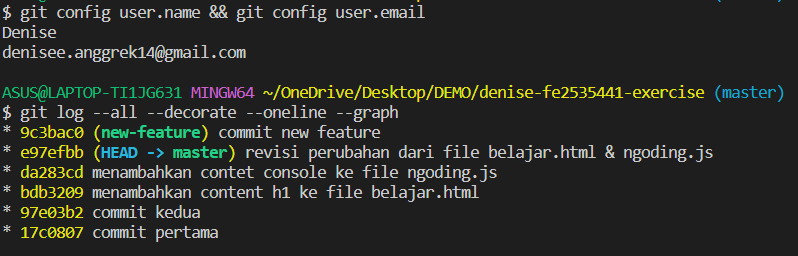 $ git config user.name && git config user.email
Denise
denisee.anggrek14@gmail.com
ASUS@LAPTOP-TI1JG631 MINGW64 ~/OneDrive/Desktop/DEMO/denise-fe2535441-exercise (master)
$ git log --all --decorate --oneline --graph
* 9c3bac0 (new-feature) commit new feature
* e97efbb (HEAD -> master) revisi perubahan dari file belajar.html & ngoding.js
* da283cd menambahkan contet console ke file ngoding.js
* bdb3209 menambahkan content h1 ke file belajar.html
* 97e03b2 commit kedua
* 17c0807 commit pertama